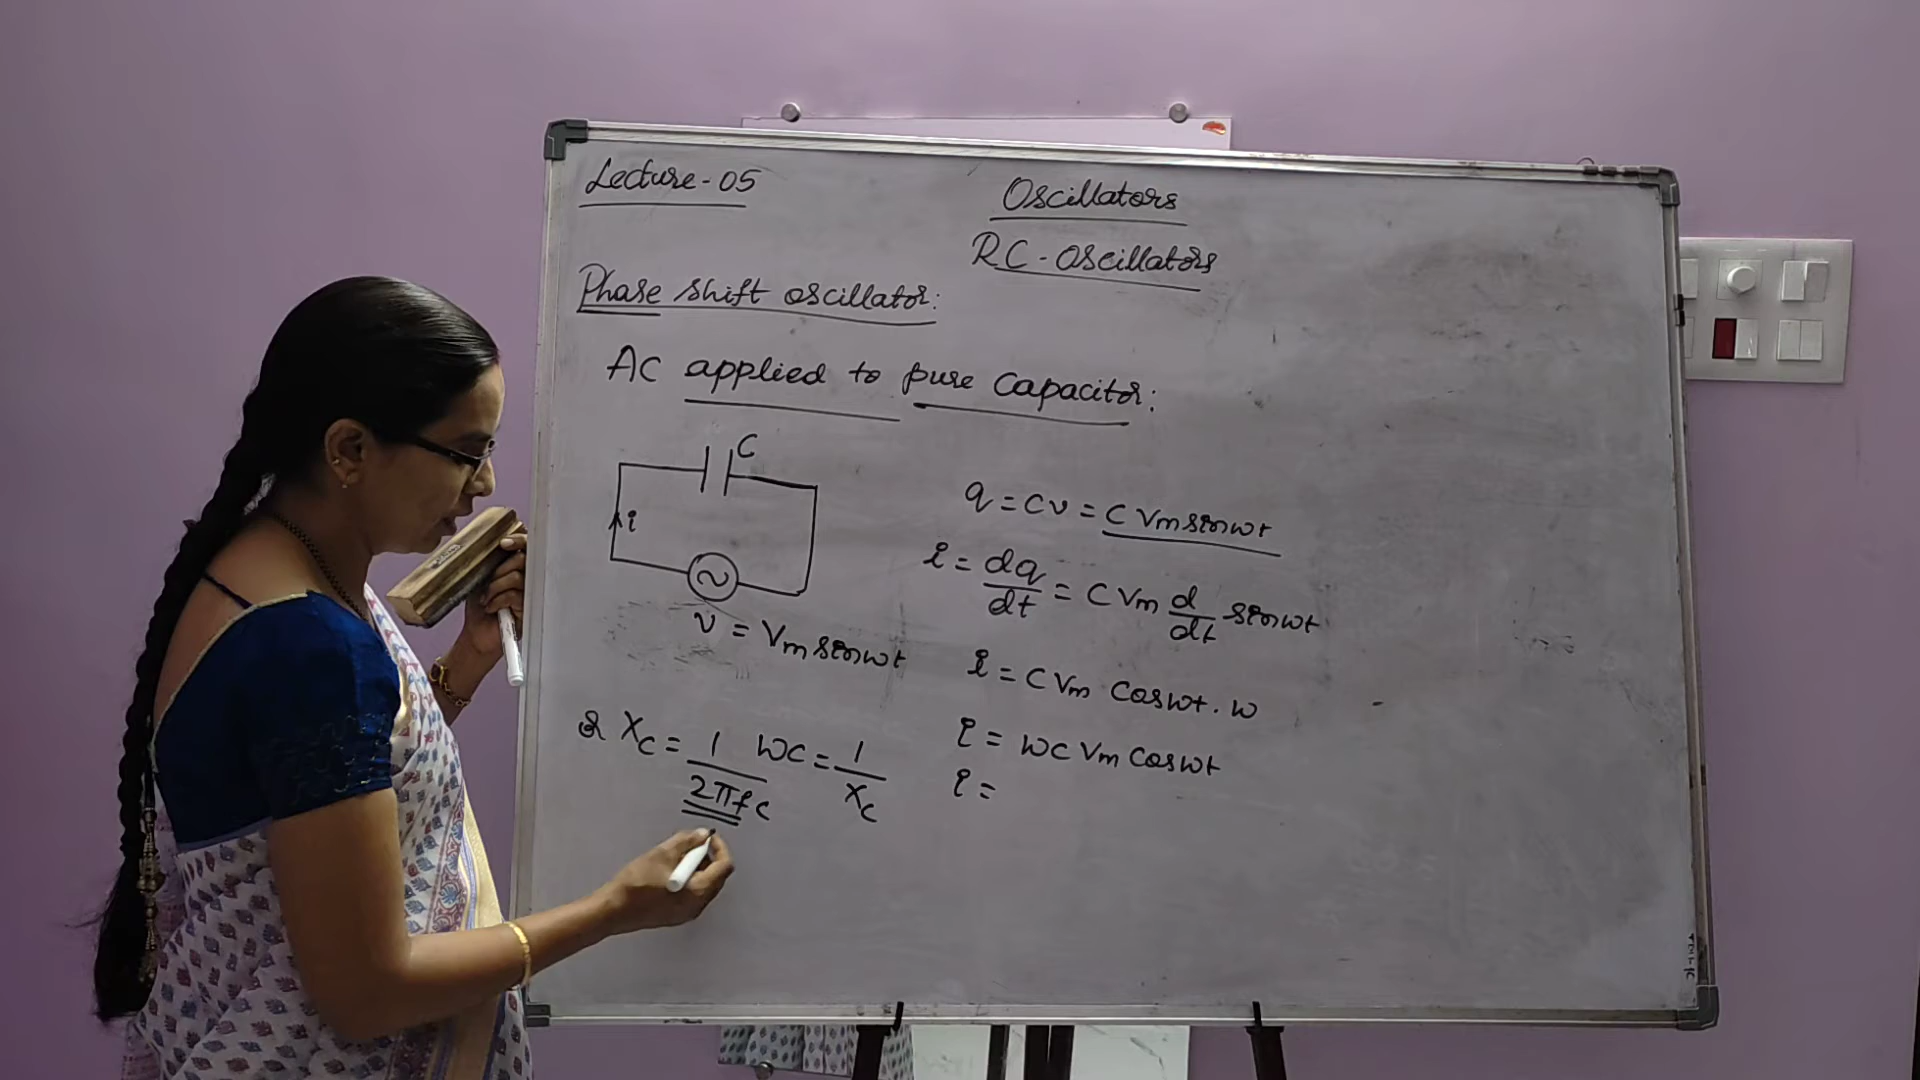 Lecture-05
Oscillators
RC-Oscillators
Phase shift oscillator:
AC applied to pure capacitor:
C
i
v = Vm sinωt
q = Cv = C Vm sinωt
i = dq/dt = C Vm d/dt sinωt
i = C Vm Cosωt. ω
i = ωC Vm Cosωt
i =
XC = 1/2πfC ωC = 1/XC